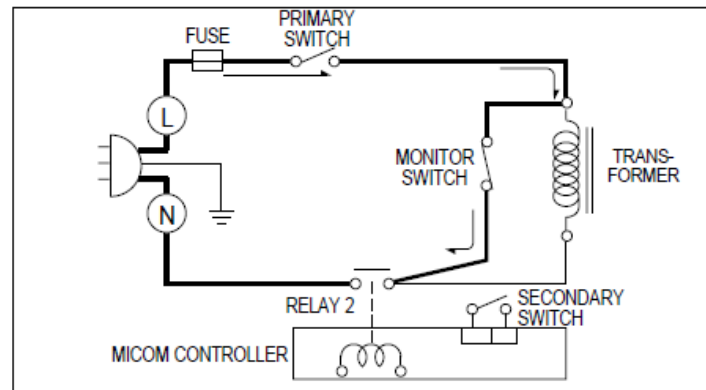 PRIMARY
SWITCH
FUSE
L
MONITOR
SWITCH
TRANS-
FORMER
N
RELAY 2
SECONDARY
SWITCH
MICOM CONTROLLER